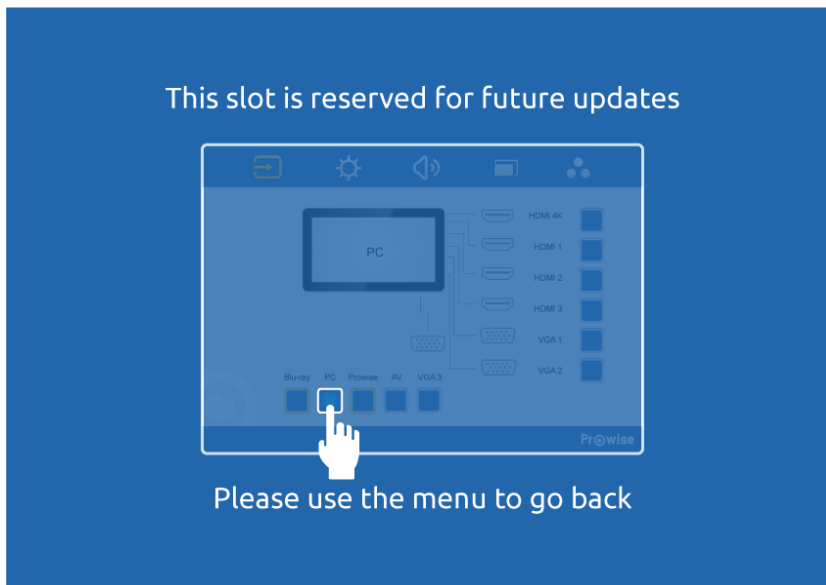 This slot is reserved for future updates
PC
HDMI 4K
HDMI 1
HDMI 2
HDMI 3
VGA 1
VGA 2
Blu-ray PC Prowise AV VGA 3
Prowise
Please use the menu to go back